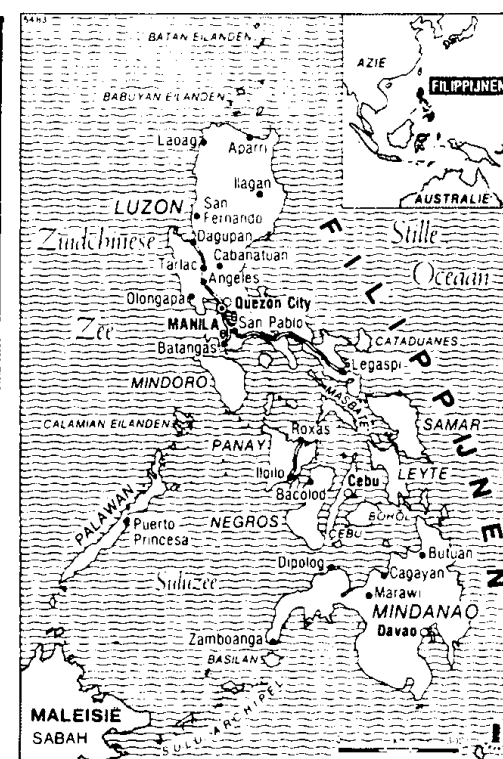 5483
BATAN EILANDEN
BABUYAN EILANDEN
AZIE
FILIPPIJNEN
AUSTRALIE
Laoag
Aparri
Ilagan
LUZON
San
Fernando
Dagupan
Zuidchinese
Zee
Stille
Oceaan
FILIPPIJNEN
Cabanatuan
Tarlac
Angeles
Olongapa
Quezon City
MANILA
San Pablo
Batangas
CATADUANES
Legaspi
MINDORO
MASBATE
CALAMIAN EILANDEN
SAMAR
Roxas
PANAY
Iloilo
Bacolod
Cebu
LEYTE
PALAWAN
Puerto
Princesa
NEGROS
CEBU
BOHOL
Butuan
Suluzee
Dipolog
Cagayan
Marawi
MINDANAO
Zamboanga
Davao
BASILAN
MALEISIE
SABAH
SULU ARCHIPEL